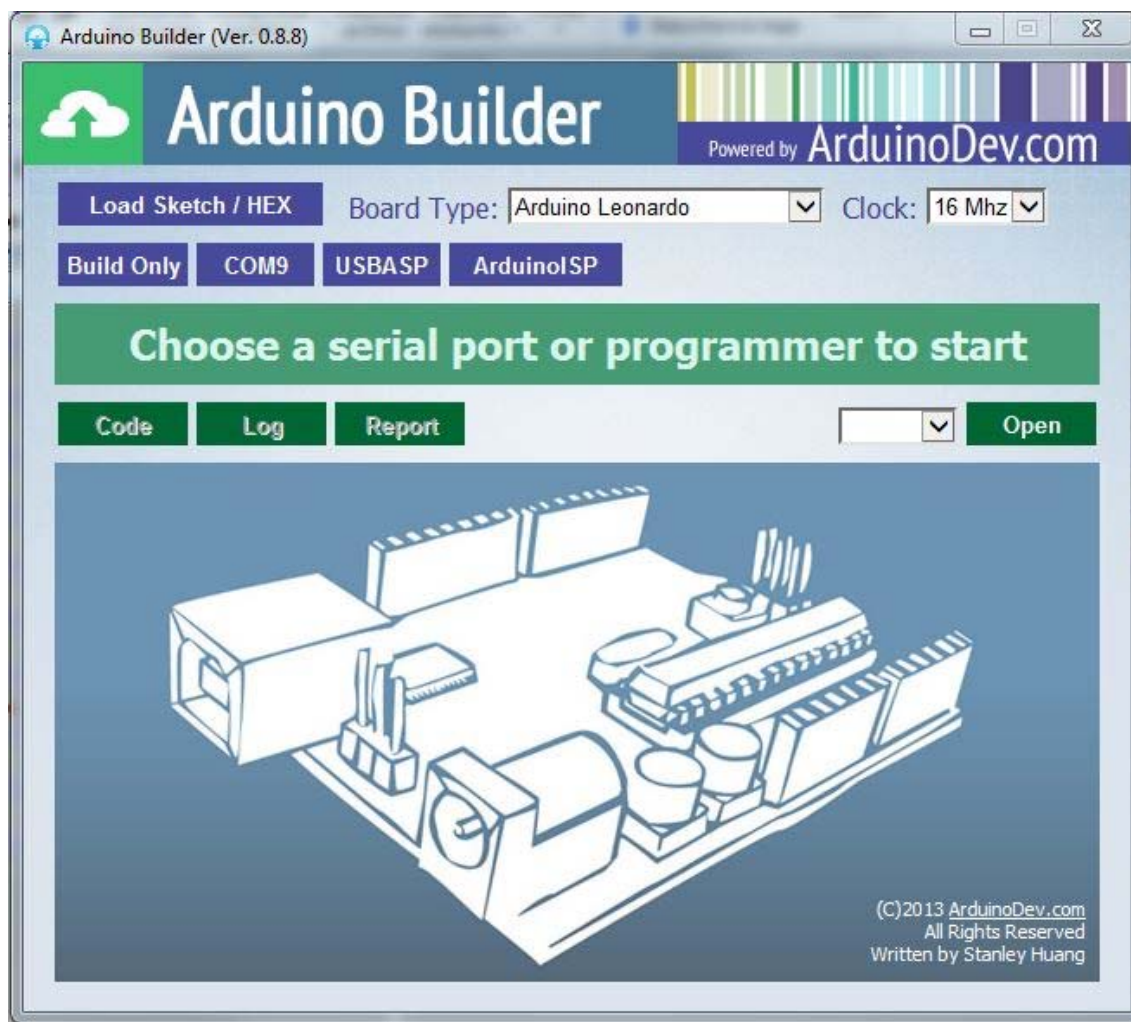 Arduino Builder (Ver. 0.8.8)
Arduino Builder
Powered by ArduinoDev.com
Load Sketch / HEX Board Type: Arduino Leonardo Clock: 16 Mhz
Build Only COM9 USBASP ArduinoISP
Choose a serial port or programmer to start
Code Log Report Open
(C)2013 ArduinoDev.com
All Rights Reserved
Written by Stanley Huang